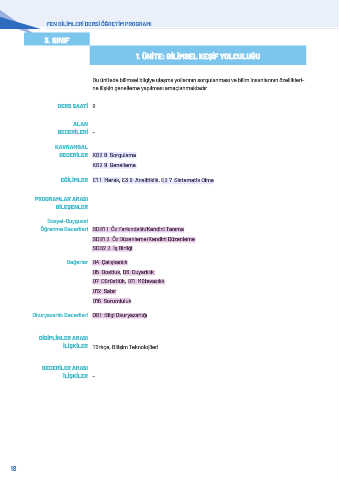 FEN BİLİMLERİ DERSİ ÖĞRETİM PROGRAMI
3. SINIF
1. ÜNİTE: BİLİMSEL KEŞİF YOLCULUĞU
Bu ünitede bilimsel bilgiye ulaşma yollarının sorgulanması ve bilim insanlarının özellikleri-
ne ilişkin genelleme yapılması amaçlanmaktadır.
DERS SAATİ 8
ALAN
BECERİLERİ -
KAVRAMSAL
BECERİLER KB2.8. Sorgulama
KB2.9. Genelleme
EĞİLİMLER E1.1. Merak, E3.6. Analitiklik, E3.7. Sistematik Olma
PROGRAMLAR ARASI
BİLEŞENLER
Sosyal-Duygusal
Öğrenme Becerileri SDB1.1. Öz Farkındalık/Kendini Tanıma
SDB1.2. Öz Düzenleme/Kendini Düzenleme
SDB2.2. İş Birliği
Değerler D4. Çalışkanlık
D5. Dostluk, D6. Duyarlılık
D7. Dürüstlük, D11. Mütevazılık
D12. Sabır
D16. Sorumluluk
Okuryazarlık Becerileri OB1. Bilgi Okuryazarlığı
DİSİPLİNLER ARASI
İLİŞKİLER Türkçe, Bilişim Teknolojileri
BECERİLER ARASI
İLİŞKİLER -
18